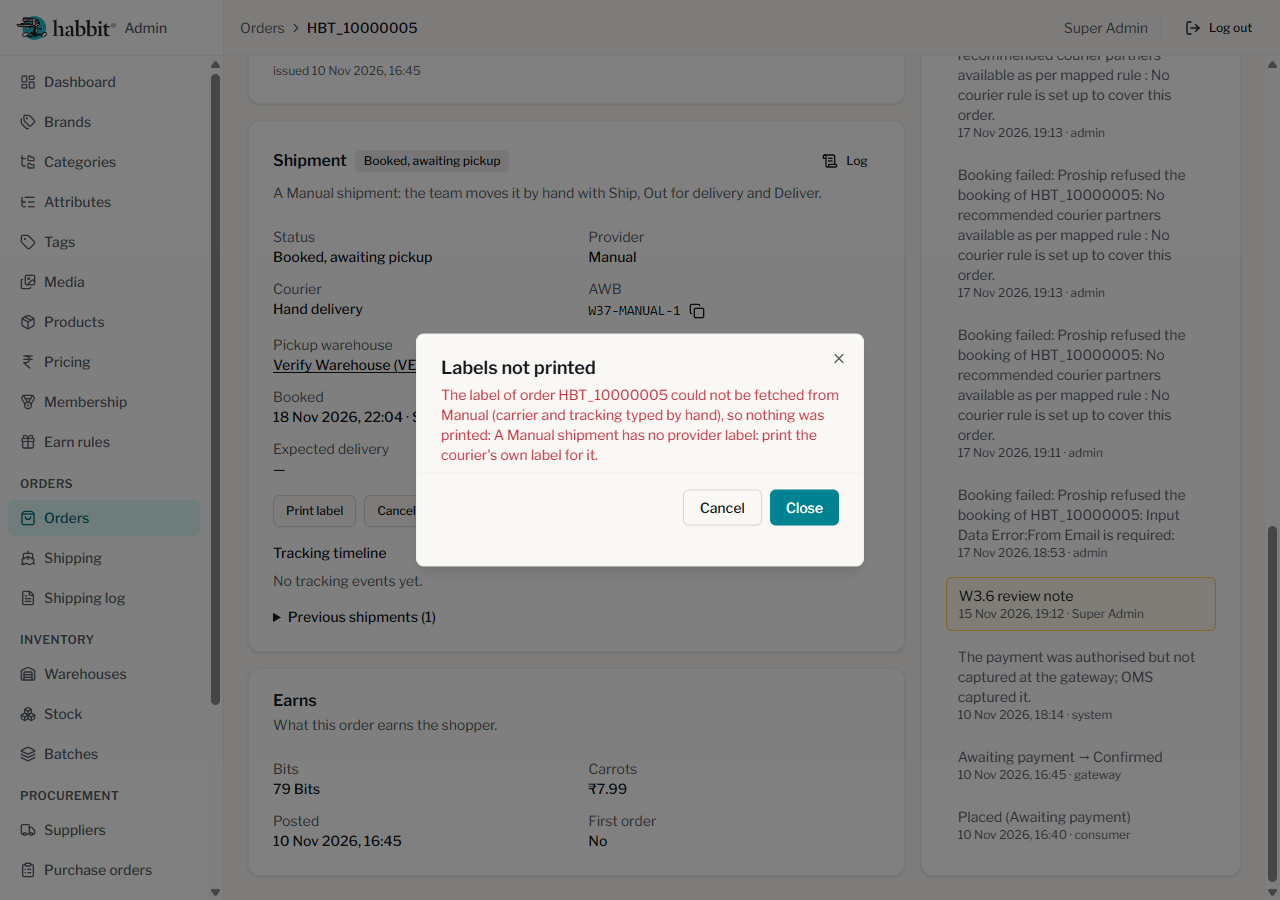 habbit® Admin
Orders > HBT_10000005
Super Admin
Log out
Dashboard
Brands
Categories
Attributes
Tags
Media
Products
Pricing
Membership
Earn rules
ORDERS
Orders
Shipping
Shipping log
INVENTORY
Warehouses
Stock
Batches
PROCUREMENT
Suppliers
Purchase orders
issued 10 Nov 2026, 16:45
Shipment Booked, awaiting pickup
Log
A Manual shipment: the team moves it by hand with Ship, Out for delivery and Deliver.
Status
Booked, awaiting pickup
Provider
Manual
Courier
Hand delivery
AWB
W37-MANUAL-1
Pickup warehouse
Verify Warehouse (VE
Booked
18 Nov 2026, 22:04 · S
Expected delivery
—
Print label
Cancel
Tracking timeline
No tracking events yet.
Previous shipments (1)
Labels not printed
The label of order HBT_10000005 could not be fetched from
Manual (carrier and tracking typed by hand), so nothing was
printed: A Manual shipment has no provider label: print the
courier's own label for it.
Cancel
Close
Earns
What this order earns the shopper.
Bits
79 Bits
Carrots
₹7.99
Posted
10 Nov 2026, 16:45
First order
No
recommended courier partners
available as per mapped rule : No
courier rule is set up to cover this
order.
17 Nov 2026, 19:13 · admin
Booking failed: Proship refused the
booking of HBT_10000005: No
recommended courier partners
available as per mapped rule : No
courier rule is set up to cover this
order.
17 Nov 2026, 19:13 · admin
Booking failed: Proship refused the
booking of HBT_10000005: No
recommended courier partners
available as per mapped rule : No
courier rule is set up to cover this
order.
17 Nov 2026, 19:11 · admin
Booking failed: Proship refused the
booking of HBT_10000005: Input
Data Error:From Email is required:
17 Nov 2026, 18:53 · admin
W3.6 review note
15 Nov 2026, 19:12 · Super Admin
The payment was authorised but not
captured at the gateway; OMS
captured it.
10 Nov 2026, 18:14 · system
Awaiting payment → Confirmed
10 Nov 2026, 16:45 · gateway
Placed (Awaiting payment)
10 Nov 2026, 16:40 · consumer